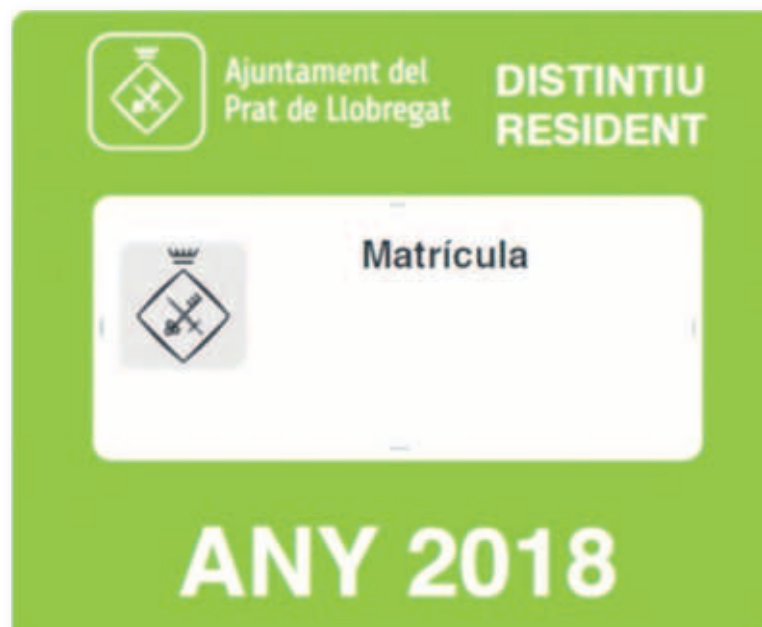 Ajuntament del
Prat de Llobregat
DISTINTIU
RESIDENT
Matrícula
ANY 2018